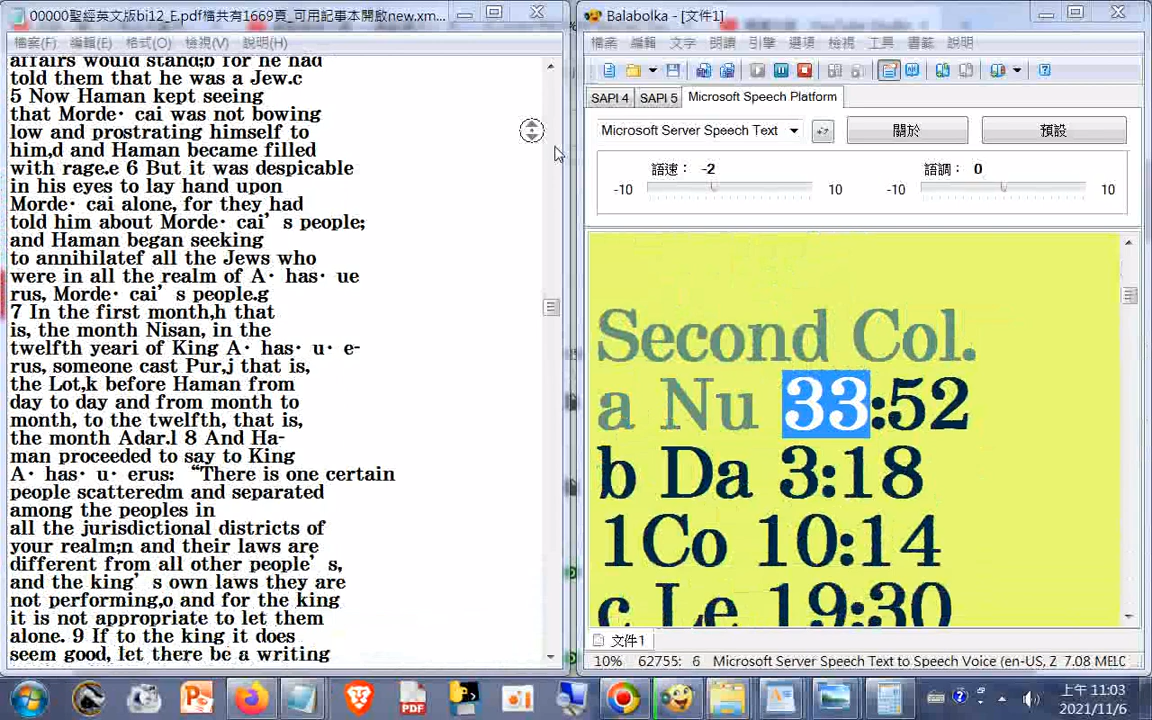 00000聖經英文版bi12_E.pdf檔共有1669頁_可用記事本開啟new.xm...
檔案(F) 編輯(E) 格式(O) 檢視(V) 說明(H)
affairs would stand;b for he had
told them that he was a Jew.c
5 Now Haman kept seeing
that Morde· cai was not bowing
low and prostrating himself to
him,d and Haman became filled
with rage.e 6 But it was despicable
in his eyes to lay hand upon
Morde· cai alone, for they had
told him about Morde· cai’s people;
and Haman began seeking
to annihilatef all the Jews who
were in all the realm of A· has· ue
rus, Morde· cai’s people.g
7 In the first month,h that
is, the month Nisan, in the
twelfth yeari of King A· has· u· e-
rus, someone cast Pur,j that is,
the Lot,k before Haman from
day to day and from month to
month, to the twelfth, that is,
the month Adar.l 8 And Ha-
man proceeded to say to King
A· has· u· erus: “There is one certain
people scatteredm and separated
among the peoples in
all the jurisdictional districts of
your realm;n and their laws are
different from all other people’s,
and the king’s own laws they are
not performing,o and for the king
it is not appropriate to let them
alone. 9 If to the king it does
seem good, let there be a writing
Balabolka - [文件1]
檔案 編輯 文字 朗讀 引擎 選項 檢視 工具 書籤 說明
SAPI 4 SAPI 5 Microsoft Speech Platform
Microsoft Server Speech Text 關於 預設
語速： -2 語調： 0
-10 10 -10 10
Second Col.
a Nu 33:52
b Da 3:18
1Co 10:14
c Le 19:30
文件1
10% 62755: 6 Microsoft Server Speech Text to Speech Voice (en-US, Z 7.08 MELC
上午 11:03
2021/11/6